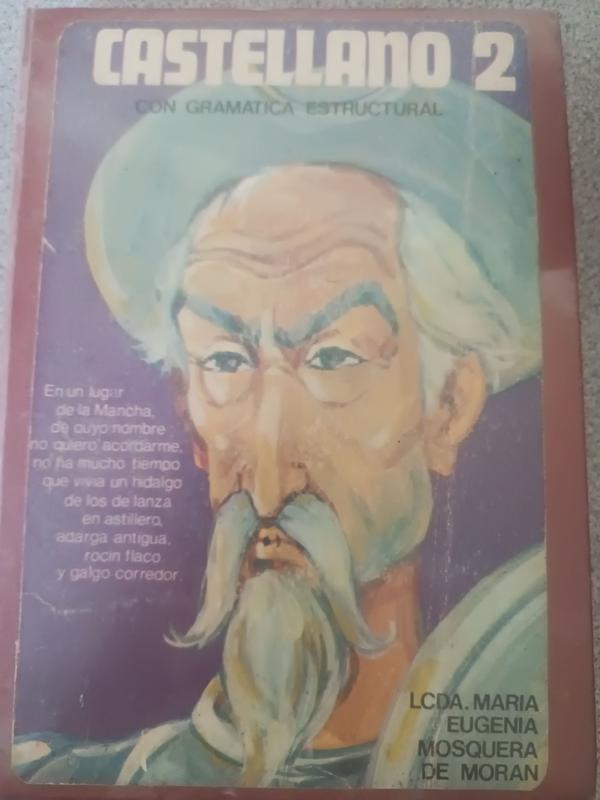 CASTELLANO 2
CON GRAMATICA ESTRUCTURAL
En un lugar
de la Mancha,
de cuyo nombre
no quiero acordarme,
no ha mucho tiempo
que vivia un hidalgo
de los de lanza
en astillero,
adarga antigua,
rocin flaco
y galgo corredor.
LCDA. MARIA
EUGENIA
MOSQUERA
DE MORAN